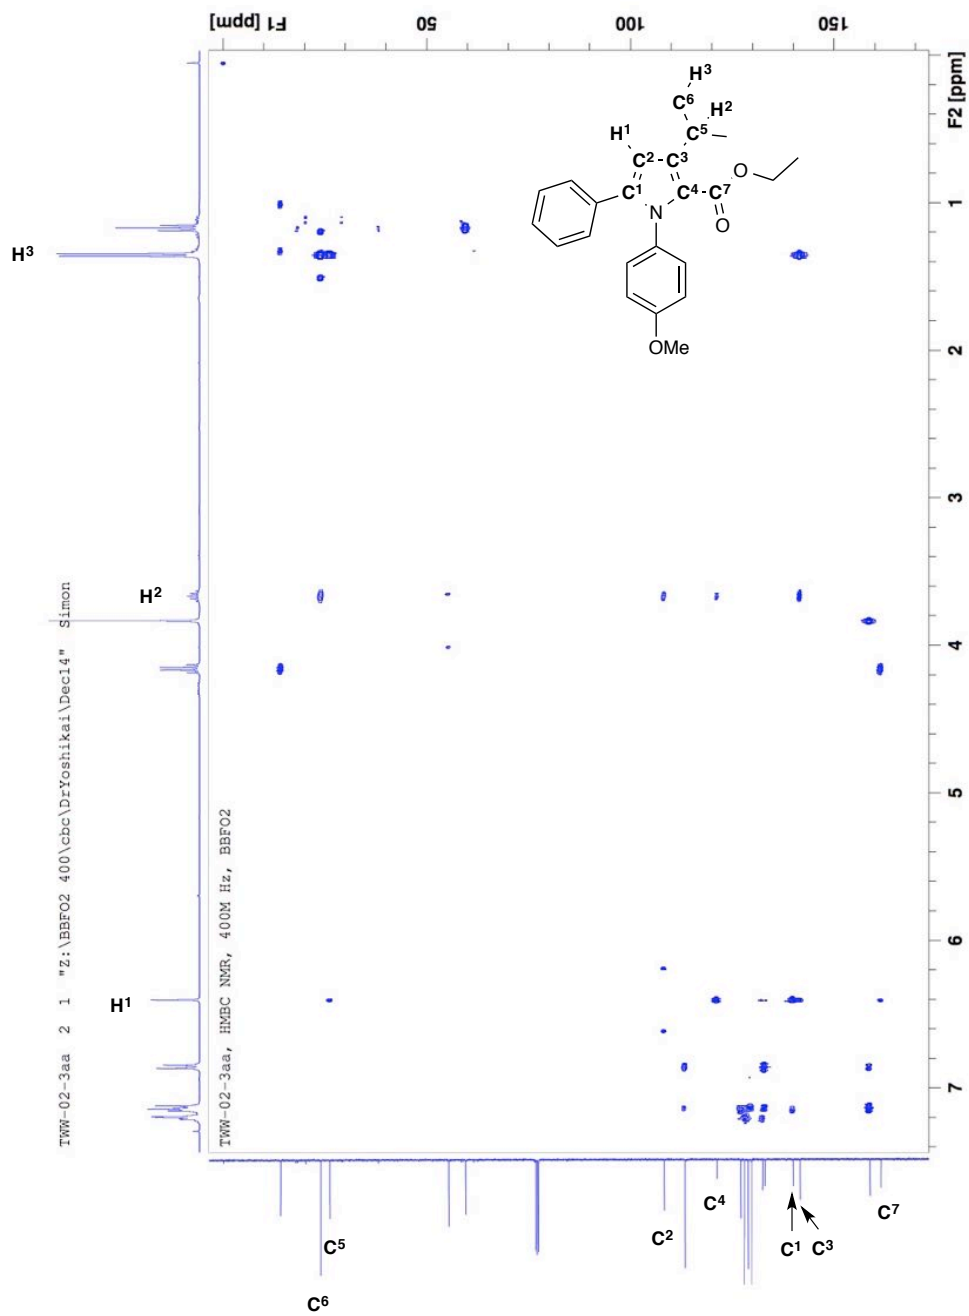 F1 [ppm]
50
100
150
F2 [ppm]
1
2
3
4
5
6
7
H³
H²
H¹
TWW-02-3aa 2 1 "Z:\BBFO2 400\cbc\DrYoshikai\Dec14" Simon
TWW-02-3aa, HMBC NMR, 400M Hz, BBFO2
H³
C⁶
H²
H¹
C⁵
C²
C³
O
C¹
C⁴
C⁷
N
O
OMe
C⁶
C⁵
C²
C⁴
C¹
C³
C⁷